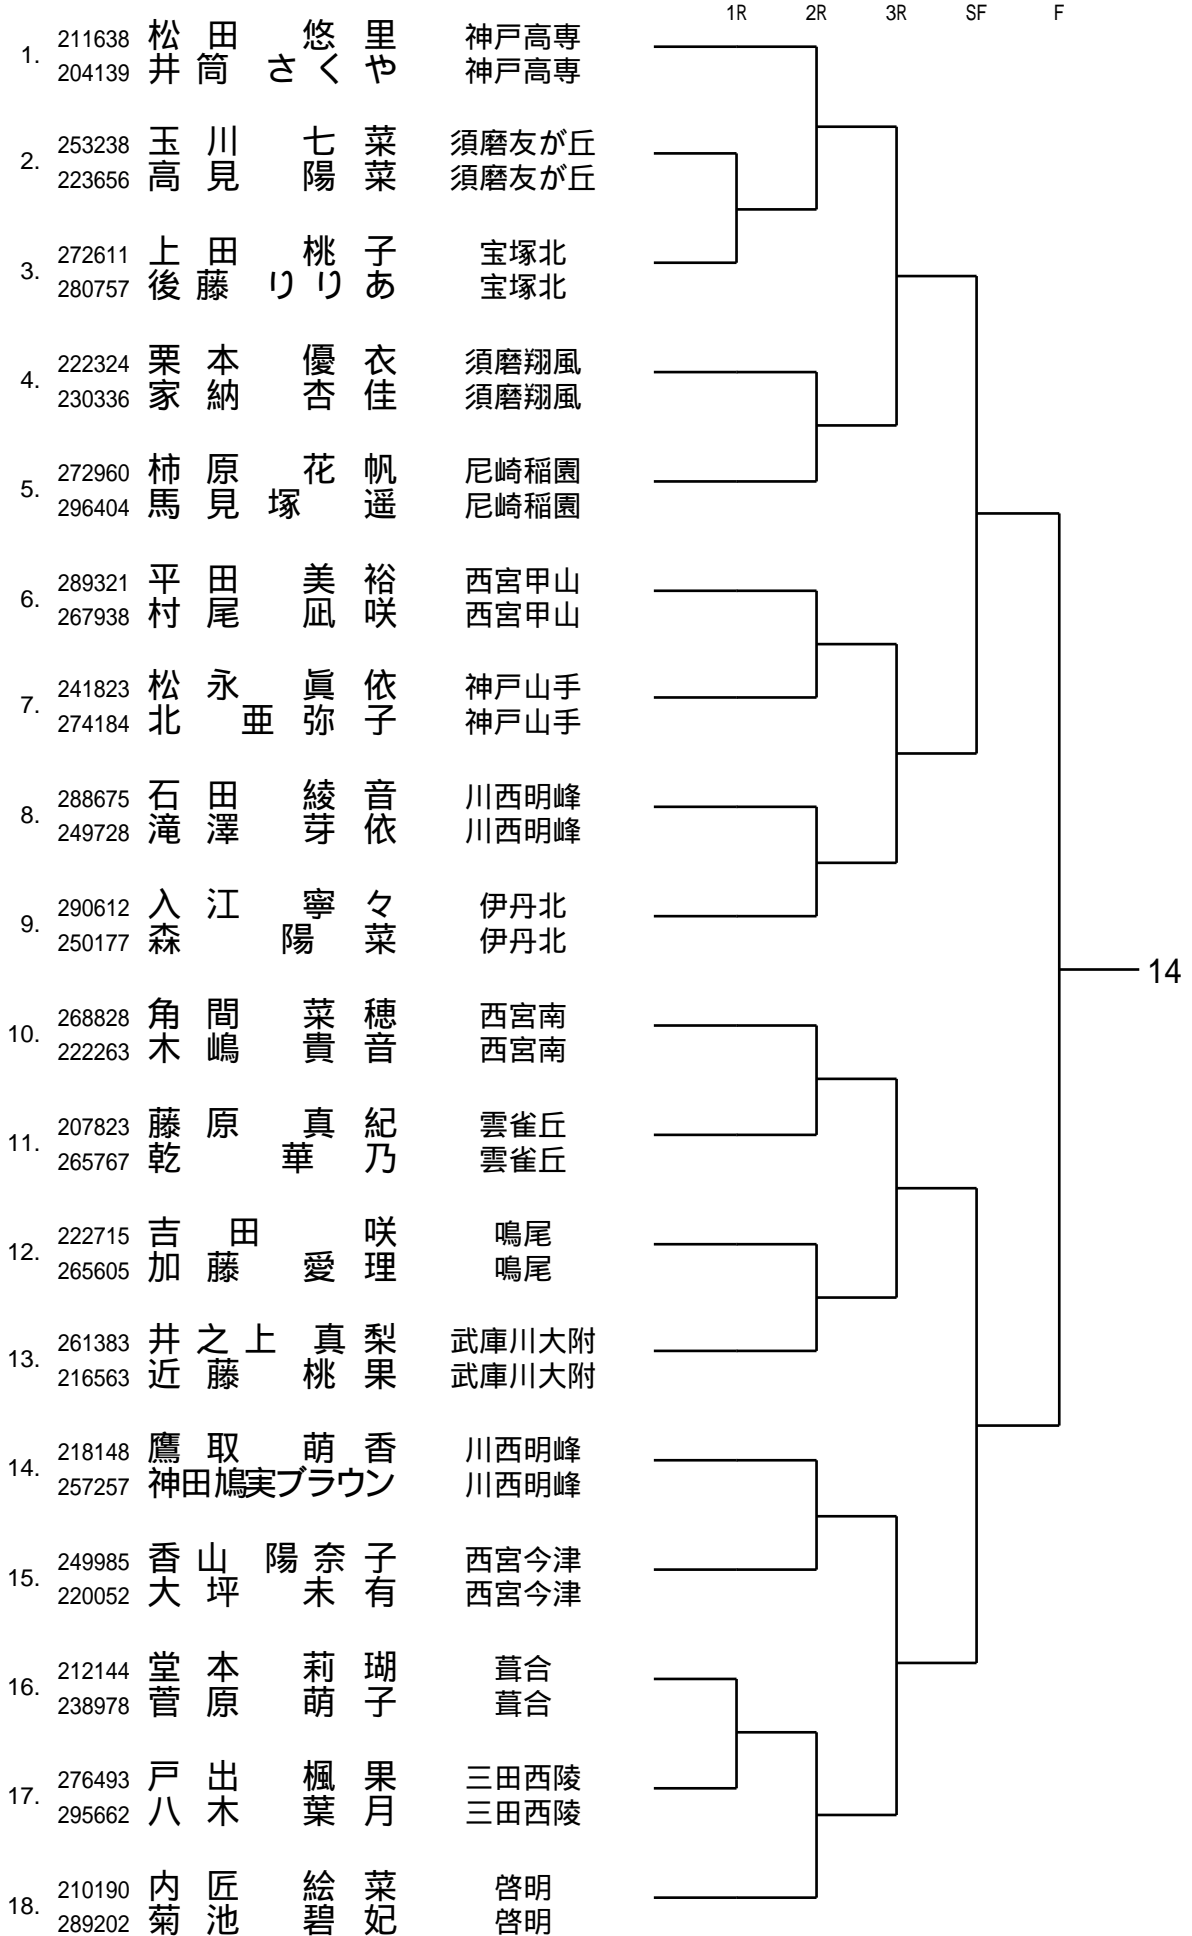 1R 2R 3R SF F
1.
211638 松田 悠里 神戸高専
204139 井筒 さくや 神戸高専
2.
253238 玉川 七菜 須磨友が丘
223656 高見 陽菜 須磨友が丘
3.
272611 上田 桃子 宝塚北
280757 後藤 りりあ 宝塚北
4.
222324 栗本 優衣 須磨翔風
230336 家納 杏佳 須磨翔風
5.
272960 柿原 花帆 尼崎稲園
296404 馬見塚 遥 尼崎稲園
6.
289321 平田 美裕 西宮甲山
267938 村尾 凪咲 西宮甲山
7.
241823 松永 眞依 神戸山手
274184 北 亜弥子 神戸山手
8.
288675 石田 綾音 川西明峰
249728 滝澤 芽依 川西明峰
9.
290612 入江 寧々 伊丹北
250177 森 陽菜 伊丹北
14
10.
268828 角間 菜穂 西宮南
222263 木嶋 貴音 西宮南
11.
207823 藤原 真紀 雲雀丘
265767 乾 華乃 雲雀丘
12.
222715 吉田 咲 鳴尾
265605 加藤 愛理 鳴尾
13.
261383 井之上 真梨 武庫川大附
216563 近藤 桃果 武庫川大附
14.
218148 鷹取 萌香 川西明峰
257257 神田鳩実ブラウン 川西明峰
15.
249985 香山 陽奈子 西宮今津
220052 大坪 未有 西宮今津
16.
212144 堂本 莉瑚 葺合
238978 菅原 萌子 葺合
17.
276493 戸出 楓果 三田西陵
295662 八木 葉月 三田西陵
18.
210190 内匠 絵菜 啓明
289202 菊池 碧妃 啓明